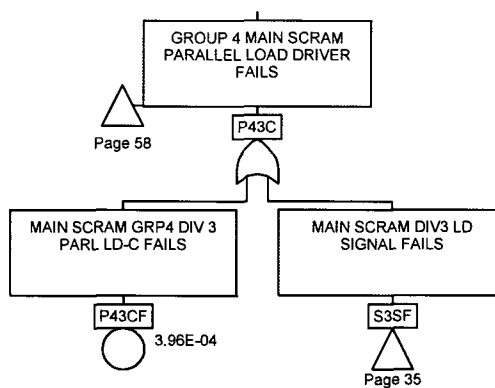 GROUP 4 MAIN SCRAM
PARALLEL LOAD DRIVER
FAILS
Page 58
P43C
MAIN SCRAM GRP4 DIV 3
PARL LD-C FAILS
MAIN SCRAM DIV3 LD
SIGNAL FAILS
P43CF
3.96E-04
S3SF
Page 35